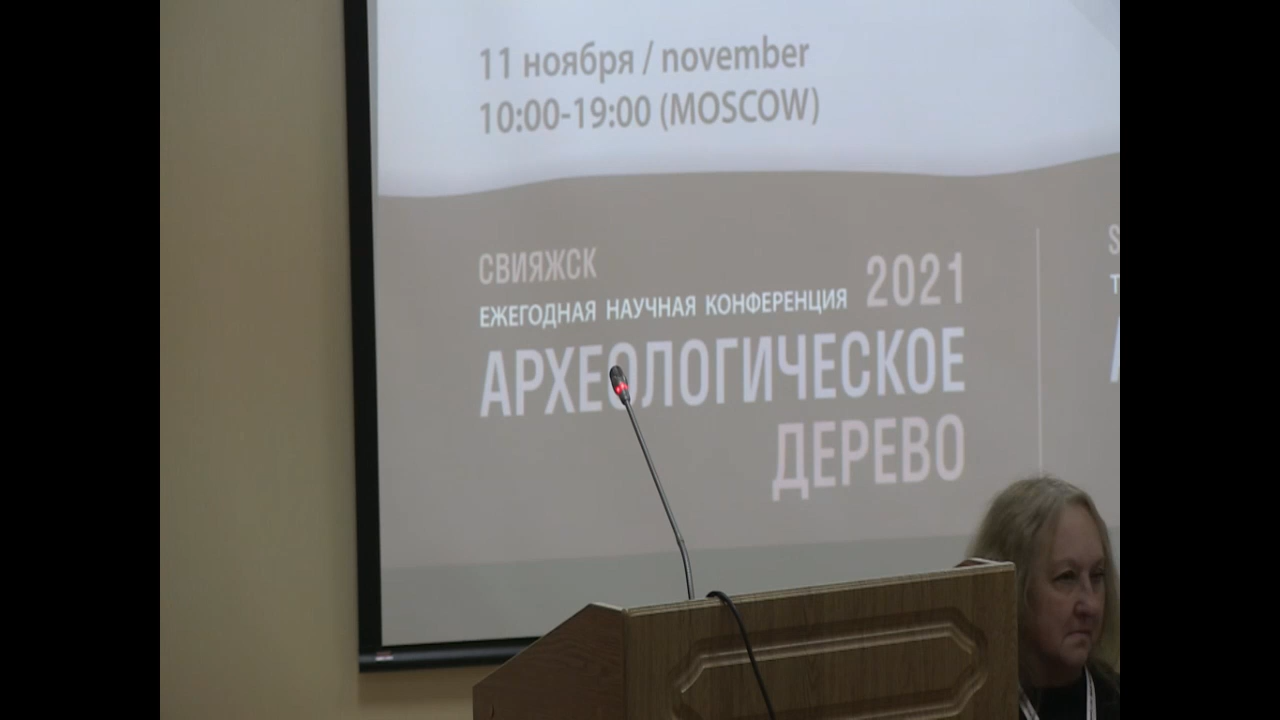 11 ноября / november
10:00-19:00 (MOSCOW)
СВИЯЖСК
ЕЖЕГОДНАЯ НАУЧНАЯ КОНФЕРЕНЦИЯ 2021
АРХЕОЛОГИЧЕСКОЕ
ДЕРЕВО